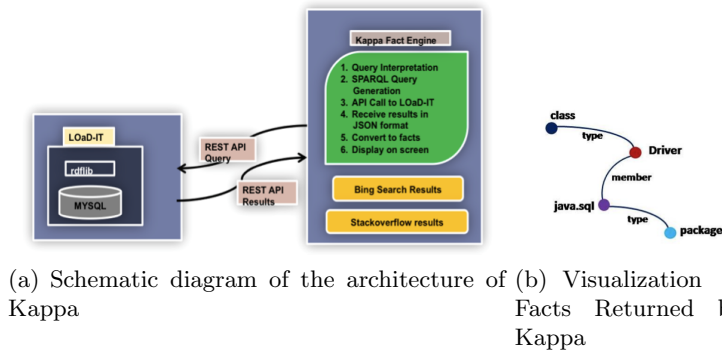 Kappa Fact Engine
1. Query Interpretation
2. SPARQL Query
Generation
3. API Call to LOaD-IT
4. Receive results in
JSON format
5. Convert to facts
6. Display on screen
Bing Search Results
Stackoverflow results
LOaD-IT
rdflib
MYSQL
REST API
Query
REST API
Results
class
type
Driver
member
java.sql
type
package
(a) Schematic diagram of the architecture of
Kappa
(b) Visualization
Facts Returned
Kappa